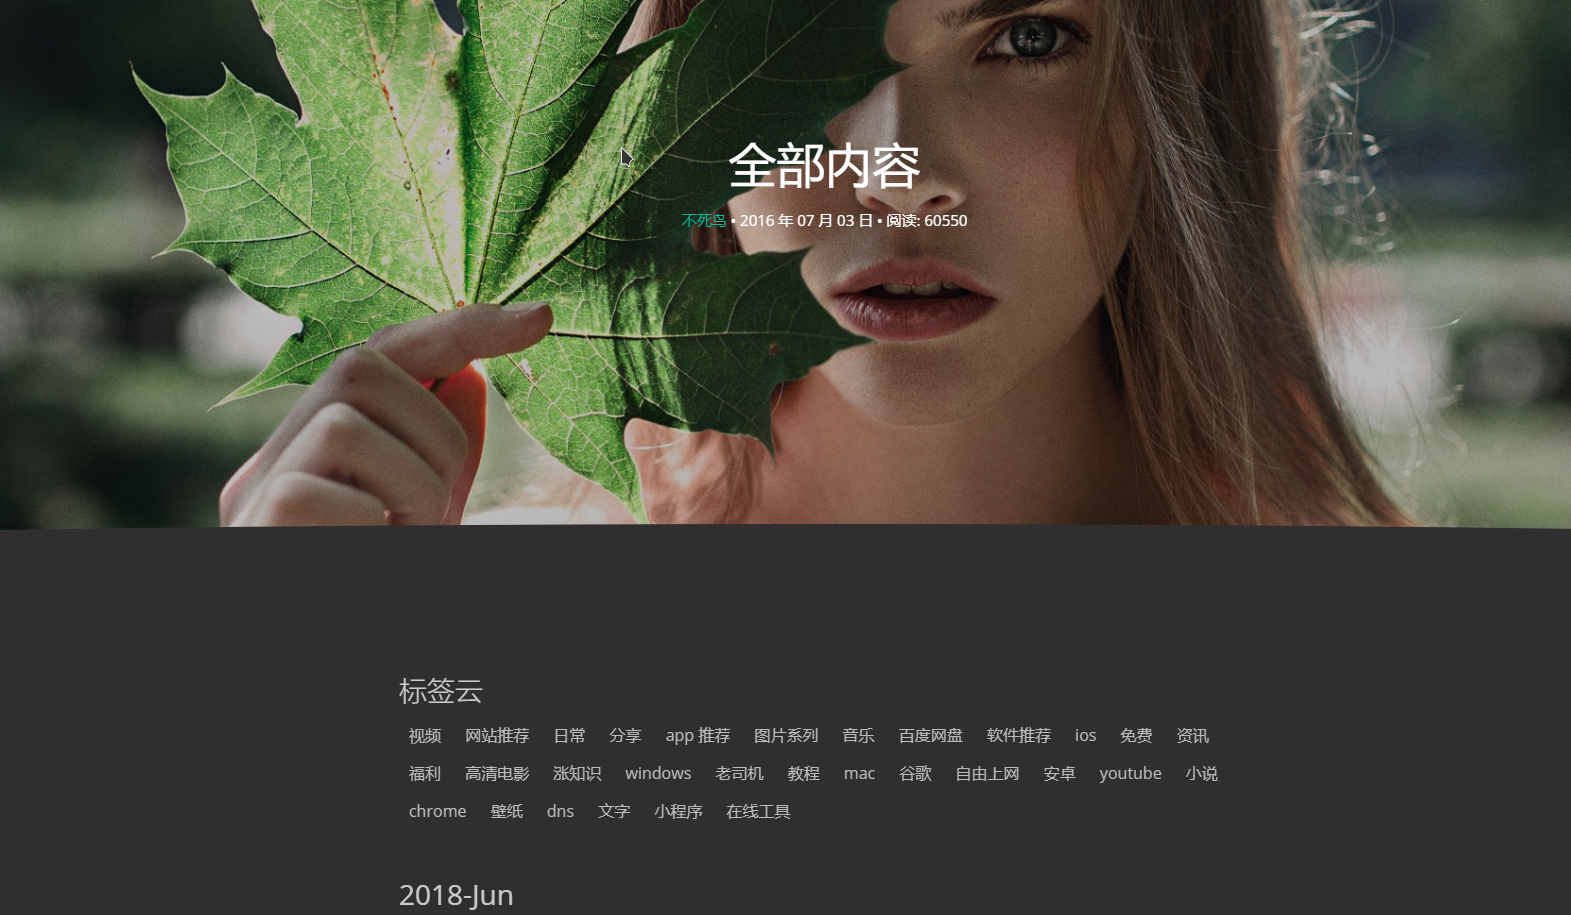 全部内容
不死鸟 • 2016 年 07 月 03 日 • 阅读: 60550
标签云
视频 网站推荐 日常 分享 app 推荐 图片系列 音乐 百度网盘 软件推荐 ios 免费 资讯
福利 高清电影 涨知识 windows 老司机 教程 mac 谷歌 自由上网 安卓 youtube 小说
chrome 壁纸 dns 文字 小程序 在线工具
2018-Jun